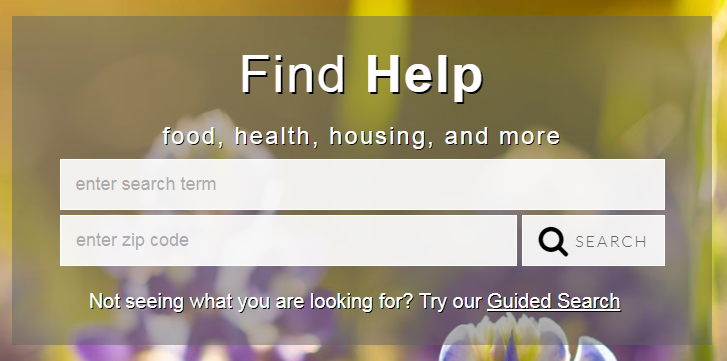 Find Help
food, health, housing, and more
enter search term
enter zip code
SEARCH
Not seeing what you are looking for? Try our Guided Search